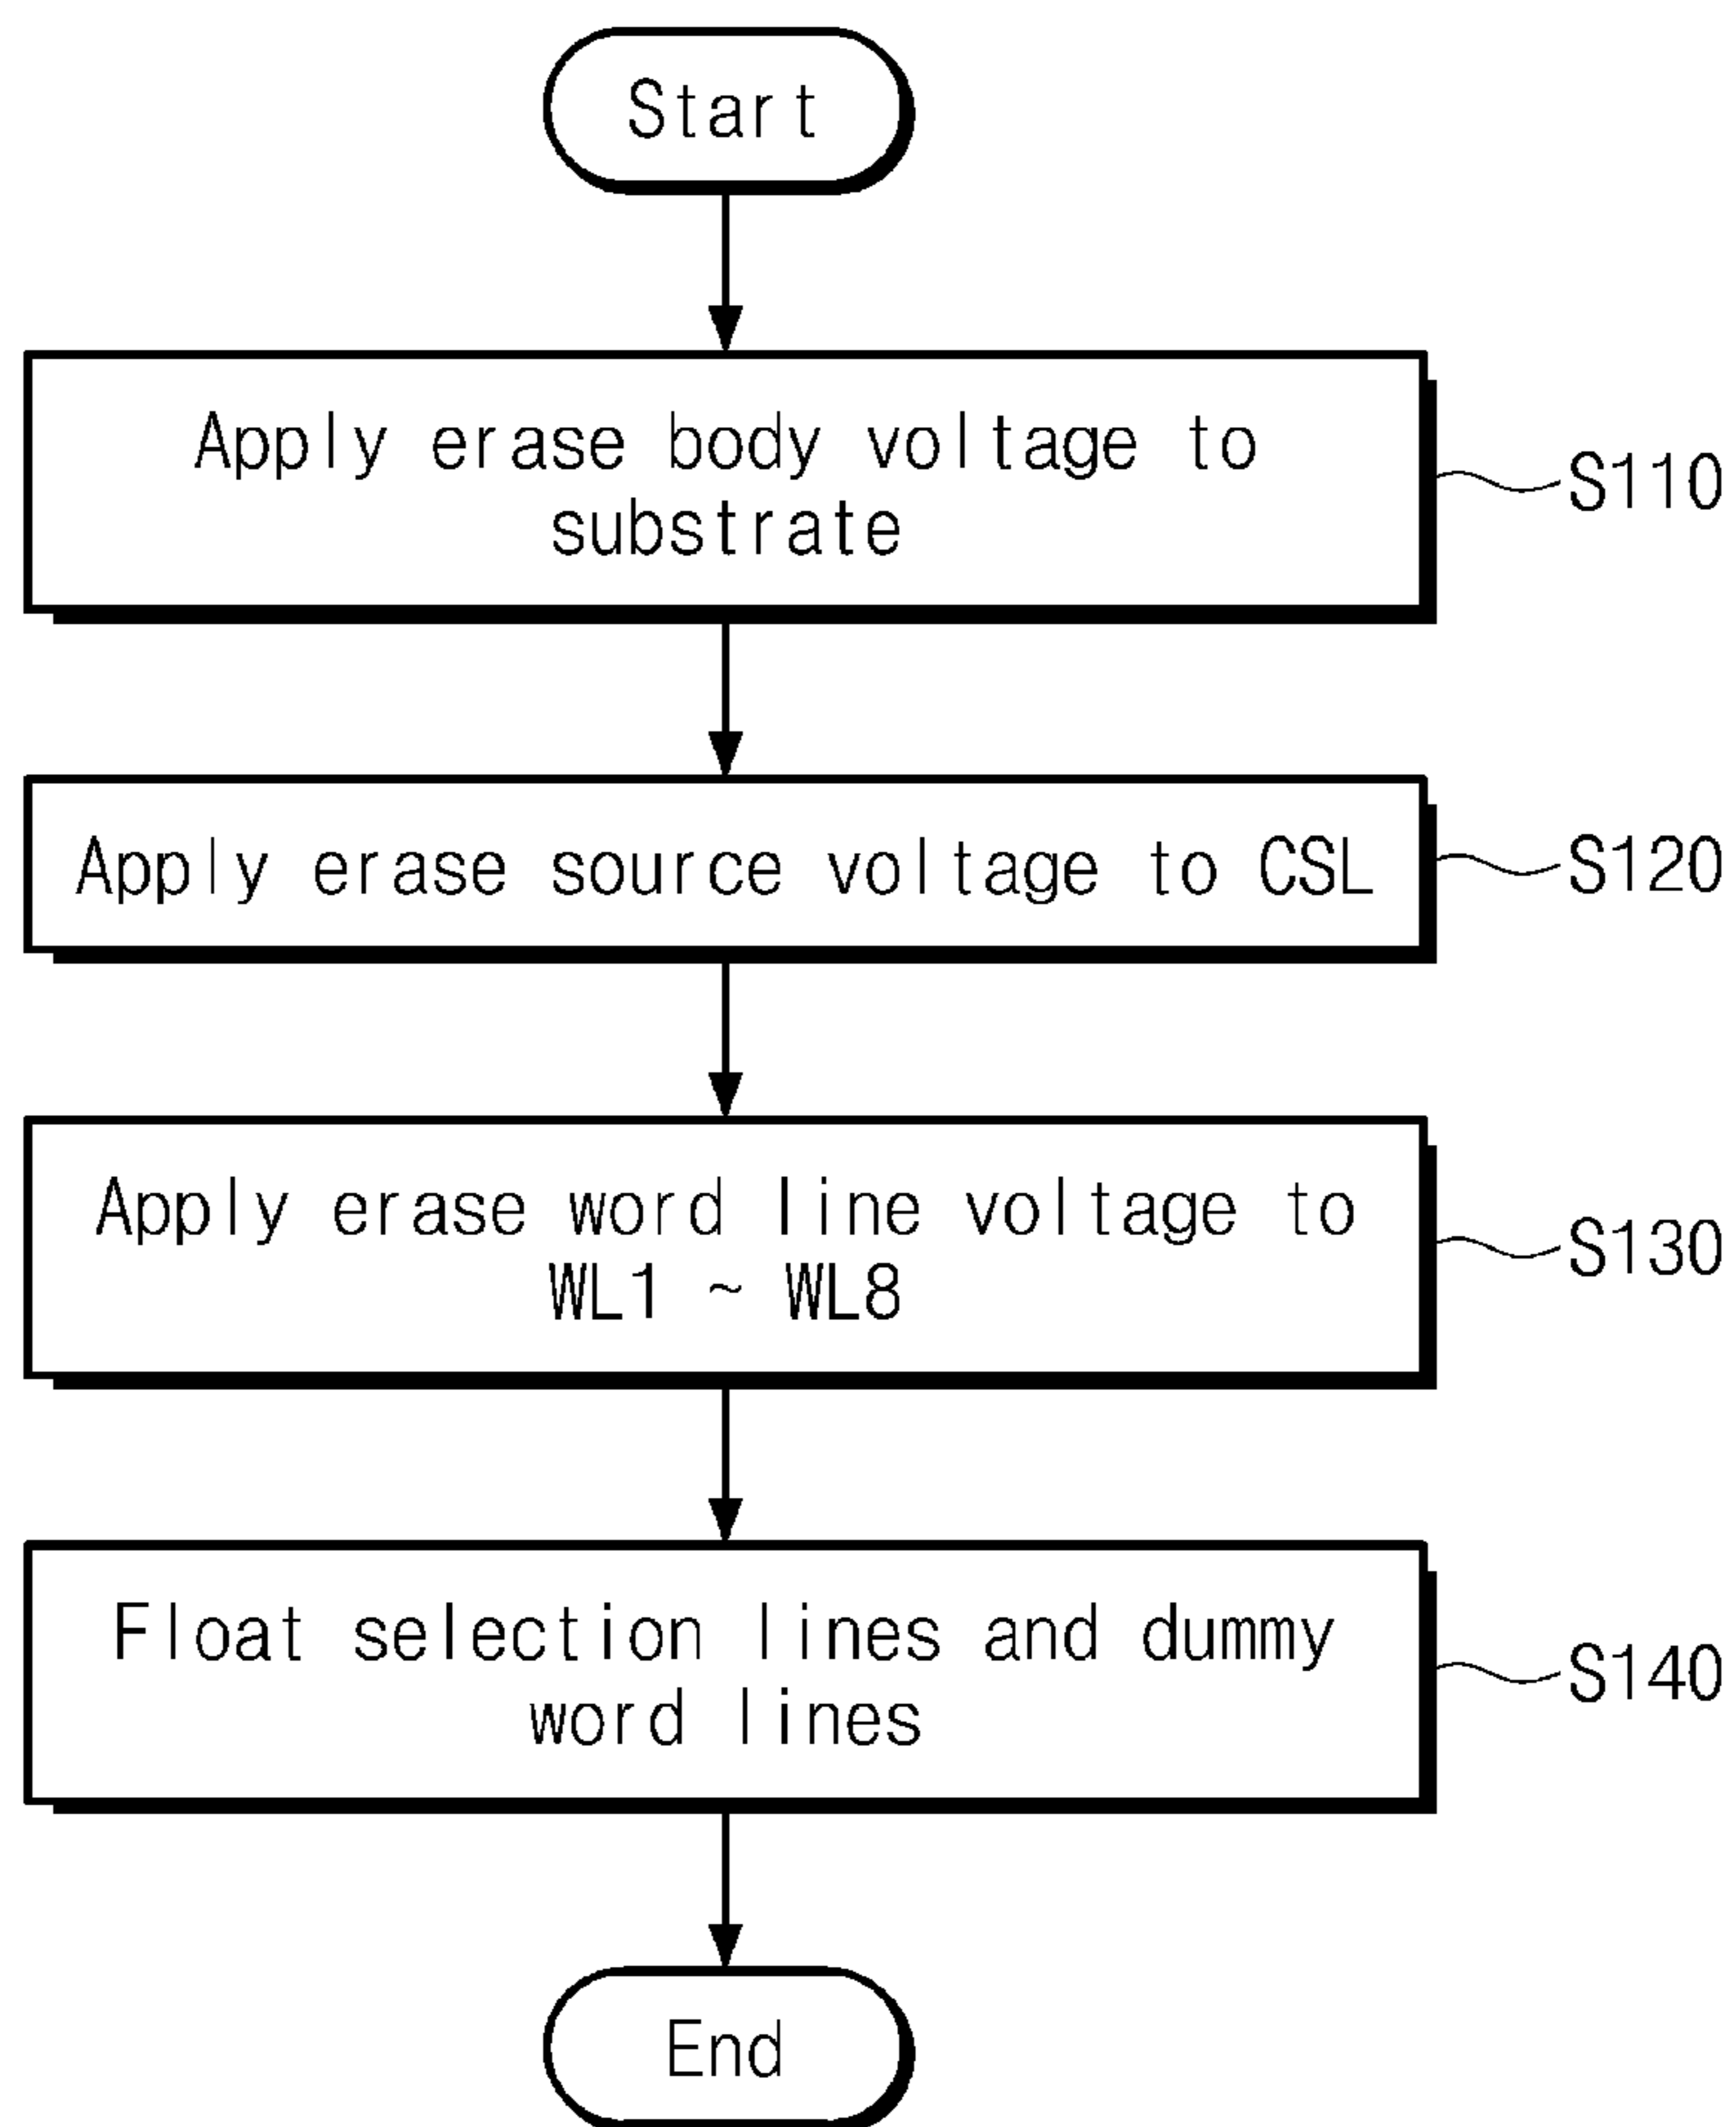 Start
Apply erase body voltage to
substrate
S110
Apply erase source voltage to CSL
S120
Apply erase word line voltage to
WL1 ~ WL8
S130
Float selection lines and dummy
word lines
S140
End